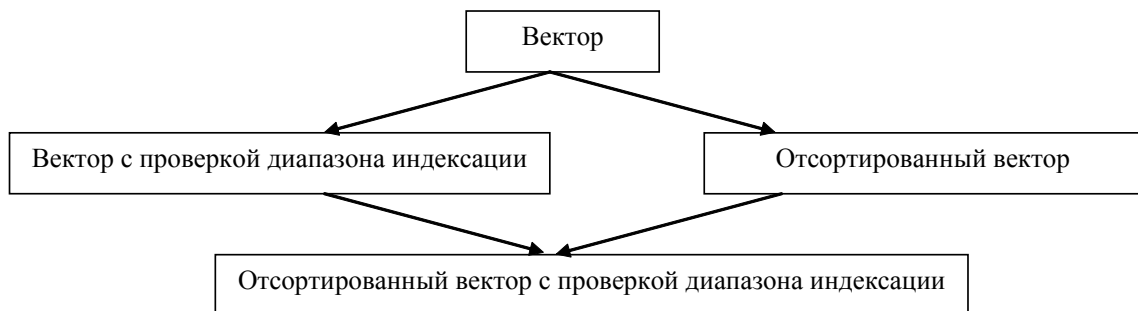 Вектор
Вектор с проверкой диапазона индексации
Отсортированный вектор
Отсортированный вектор с проверкой диапазона индексации